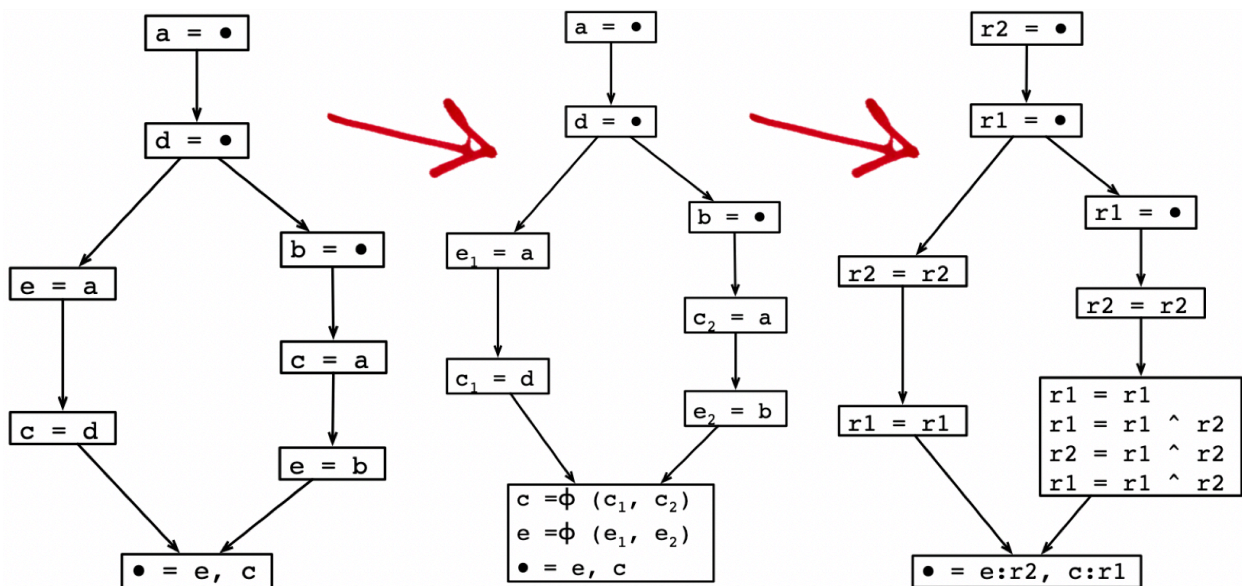 a = ●
d = ●
b = ●
e = a
c = a
c = d
e = b
● = e, c
a = ●
d = ●
b = ●
e₁ = a
c₂ = a
c₁ = d
e₂ = b
c =ϕ (c₁, c₂)
e =ϕ (e₁, e₂)
● = e, c
r2 = ●
r1 = ●
r1 = ●
r2 = r2
r2 = r2
r1 = r1
r1 = r1
r1 = r1 ^ r2
r2 = r1 ^ r2
r1 = r1 ^ r2
● = e:r2, c:r1